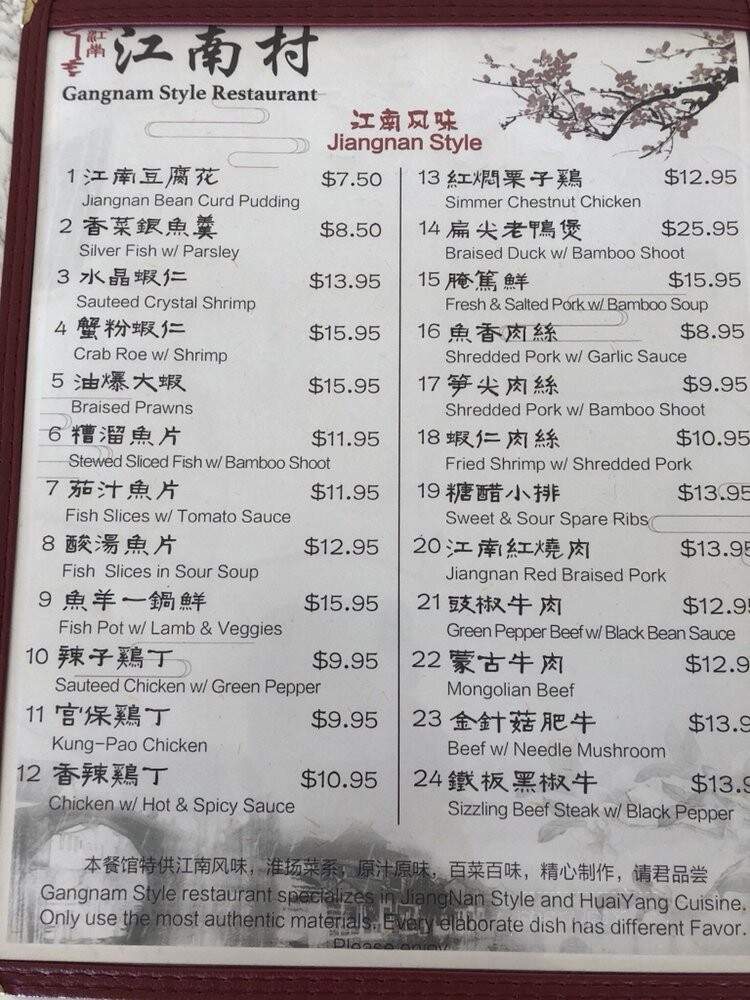 江南
江南村
Gangnam Style Restaurant
江南风味
Jiangnan Style
1 江南豆腐花 $7.50
Jiangnan Bean Curd Pudding
2 香菜銀魚羹 $8.50
Silver Fish w/ Parsley
3 水晶蝦仁 $13.95
Sauteed Crystal Shrimp
4 蟹粉蝦仁 $15.95
Crab Roe w/ Shrimp
5 油爆大蝦 $15.95
Braised Prawns
6 糟溜魚片 $11.95
Stewed Sliced Fish w/ Bamboo Shoot
7 茄汁魚片 $11.95
Fish Slices w/ Tomato Sauce
8 酸湯魚片 $12.95
Fish Slices in Sour Soup
9 魚羊一鍋鮮 $15.95
Fish Pot w/ Lamb & Veggies
10 辣子鷄丁 $9.95
Sauteed Chicken w/ Green Pepper
11 宮保鷄丁 $9.95
Kung-Pao Chicken
12 香辣鷄丁 $10.95
Chicken w/ Hot & Spicy Sauce
13 紅燜栗子鷄 $12.95
Simmer Chestnut Chicken
14 扁尖老鴨煲 $25.95
Braised Duck w/ Bamboo Shoot
15 腌篤鮮 $15.95
Fresh & Salted Pork w/ Bamboo Soup
16 魚香肉絲 $8.95
Shredded Pork w/ Garlic Sauce
17 筍尖肉絲 $9.95
Shredded Pork w/ Bamboo Shoot
18 蝦仁肉絲 $10.95
Fried Shrimp w/ Shredded Pork
19 糖醋小排 $13.95
Sweet & Sour Spare Ribs
20 江南紅燒肉 $13.95
Jiangnan Red Braised Pork
21 豉椒牛肉 $12.9
Green Pepper Beef w/ Black Bean Sauce
22 蒙古牛肉 $12.9
Mongolian Beef
23 金針菇肥牛 $13.9
Beef w/ Needle Mushroom
24 鐵板黑椒牛 $13.9
Sizzling Beef Steak w/ Black Pepper
本餐馆特供江南风味，淮扬菜系，原汁原味，百菜百味，精心制作，请君品尝
Gangnam Style restaurant specializes in JiangNan Style and HuaiYang Cuisine.
Only use the most authentic materials. Every elaborate dish has different Favor.
Please enjoy